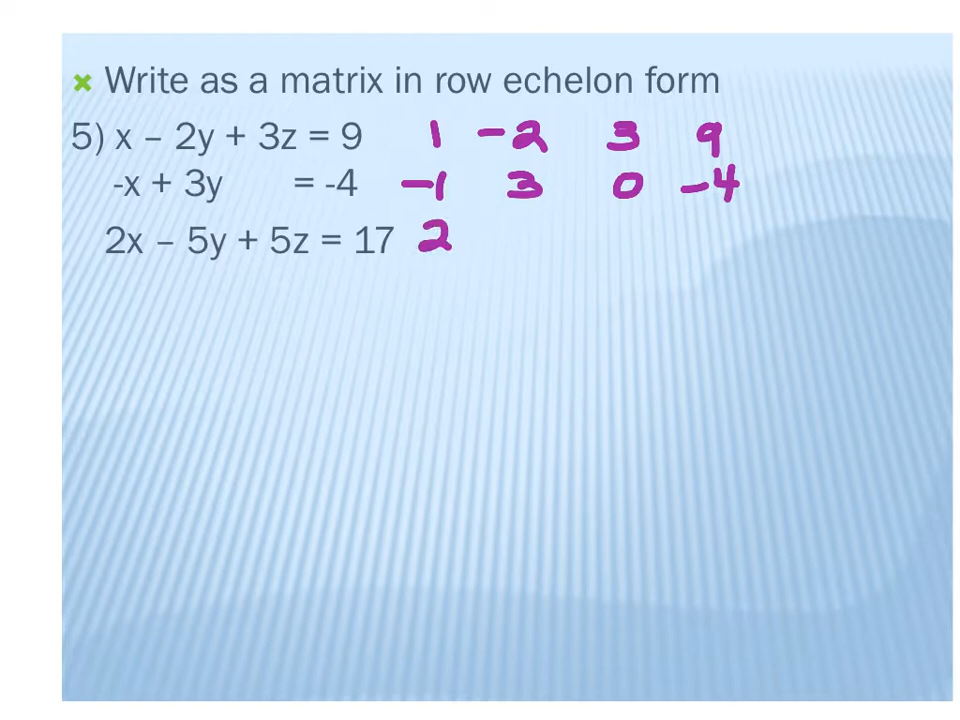 Write as a matrix in row echelon form
5) x – 2y + 3z = 9 1 -2 3 9
-x + 3y = -4 -1 3 0 -4
2x – 5y + 5z = 17 2